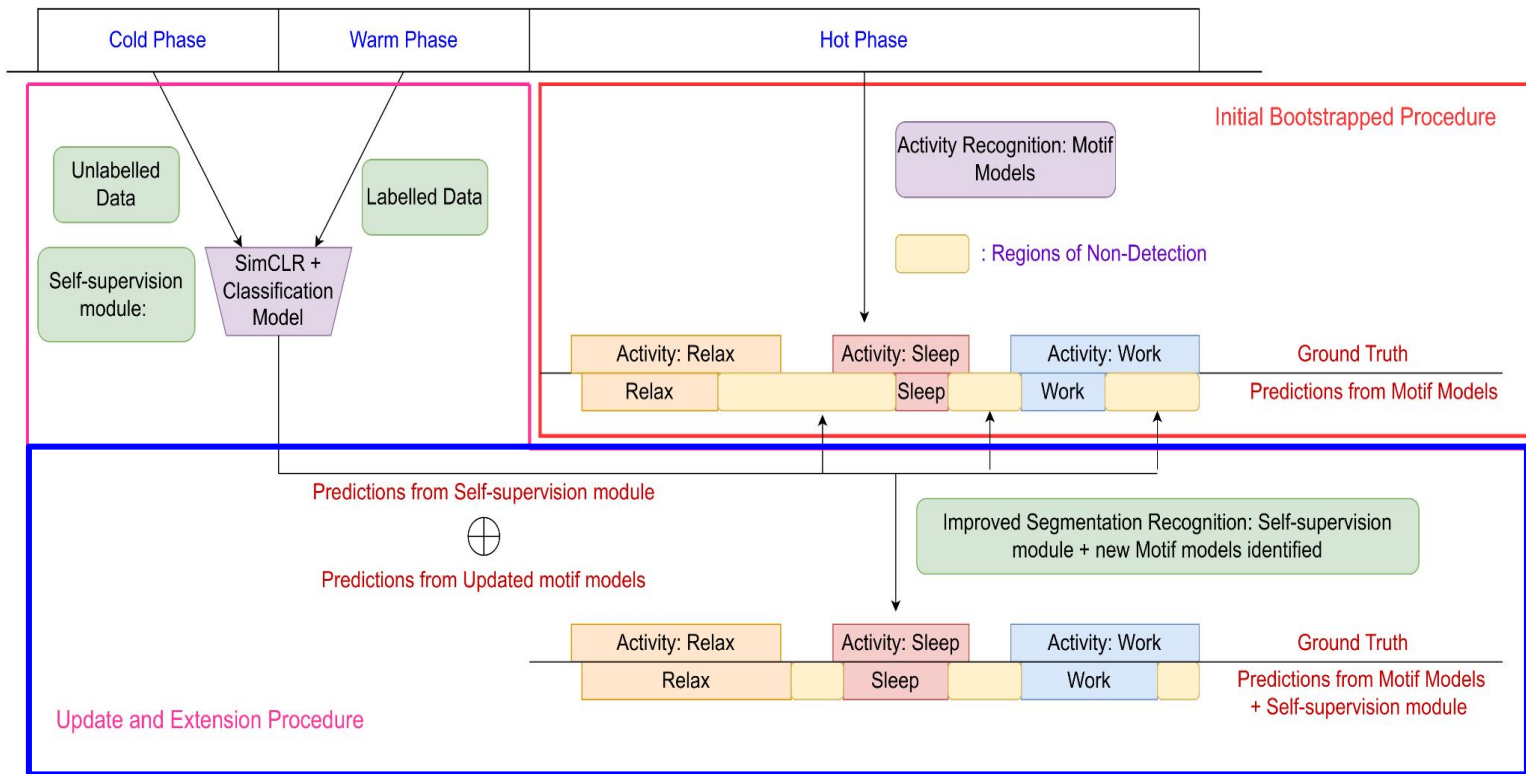 Cold Phase
Warm Phase
Hot Phase
Initial Bootstrapped Procedure
Activity Recognition: Motif
Models
Unlabelled
Data
Labelled Data
: Regions of Non-Detection
Self-supervision
module:
SimCLR +
Classification
Model
Activity: Relax
Activity: Sleep
Activity: Work
Ground Truth
Relax
Sleep
Work
Predictions from Motif Models
Predictions from Self-supervision module
Predictions from Updated motif models
Improved Segmentation Recognition: Self-supervision
module + new Motif models identified
Activity: Relax
Activity: Sleep
Activity: Work
Ground Truth
Relax
Sleep
Work
Predictions from Motif Models
+ Self-supervision module
Update and Extension Procedure